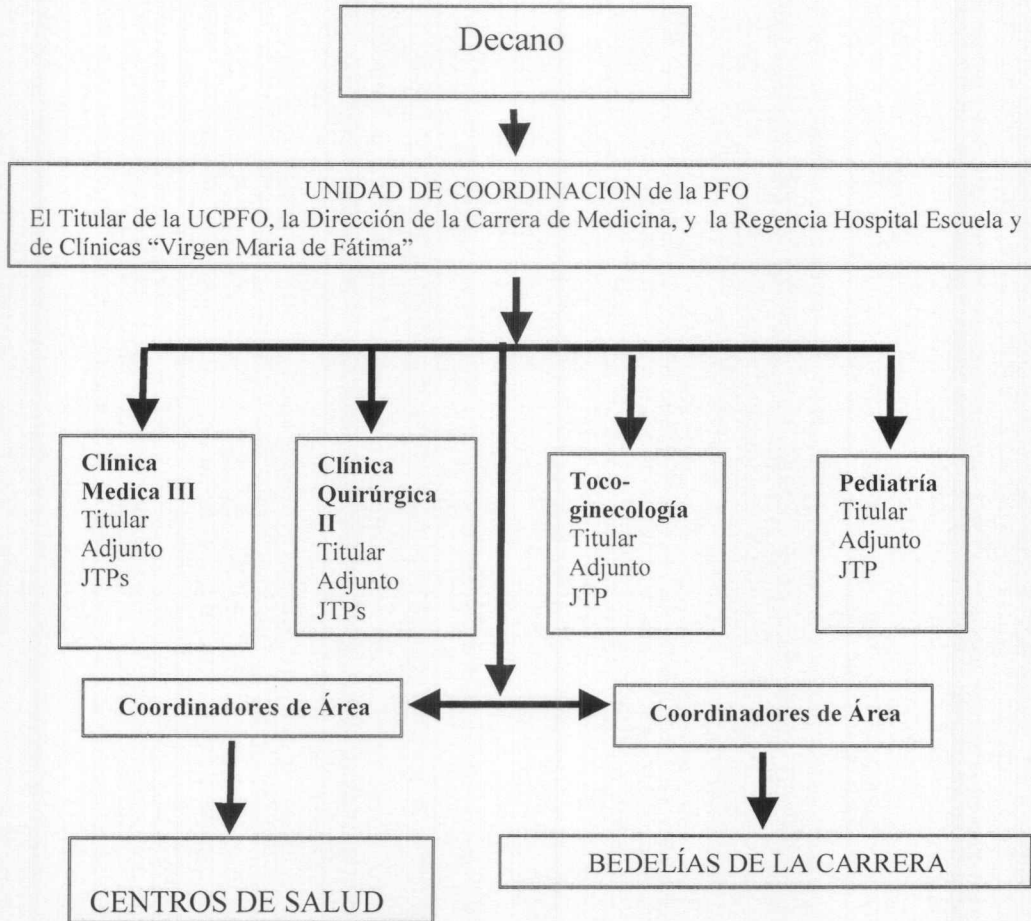 Decano
UNIDAD DE COORDINACION de la PFO
El Titular de la UCPFO, la Dirección de la Carrera de Medicina, y la Regencia Hospital Escuela y
de Clínicas “Virgen Maria de Fátima”
Clínica
Medica III
Titular
Adjunto
JTPs
Clínica
Quirúrgica
II
Titular
Adjunto
JTPs
Toco-
ginecología
Titular
Adjunto
JTP
Pediatría
Titular
Adjunto
JTP
Coordinadores de Área
Coordinadores de Área
CENTROS DE SALUD
BEDELÍAS DE LA CARRERA